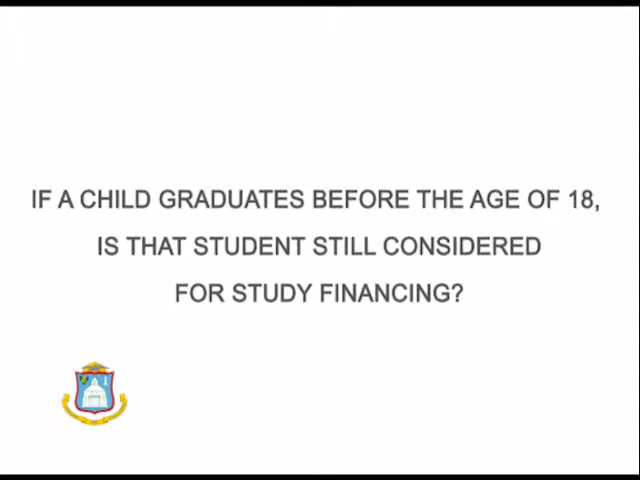 IF A CHILD GRADUATES BEFORE THE AGE OF 18,
IS THAT STUDENT STILL CONSIDERED
FOR STUDY FINANCING?